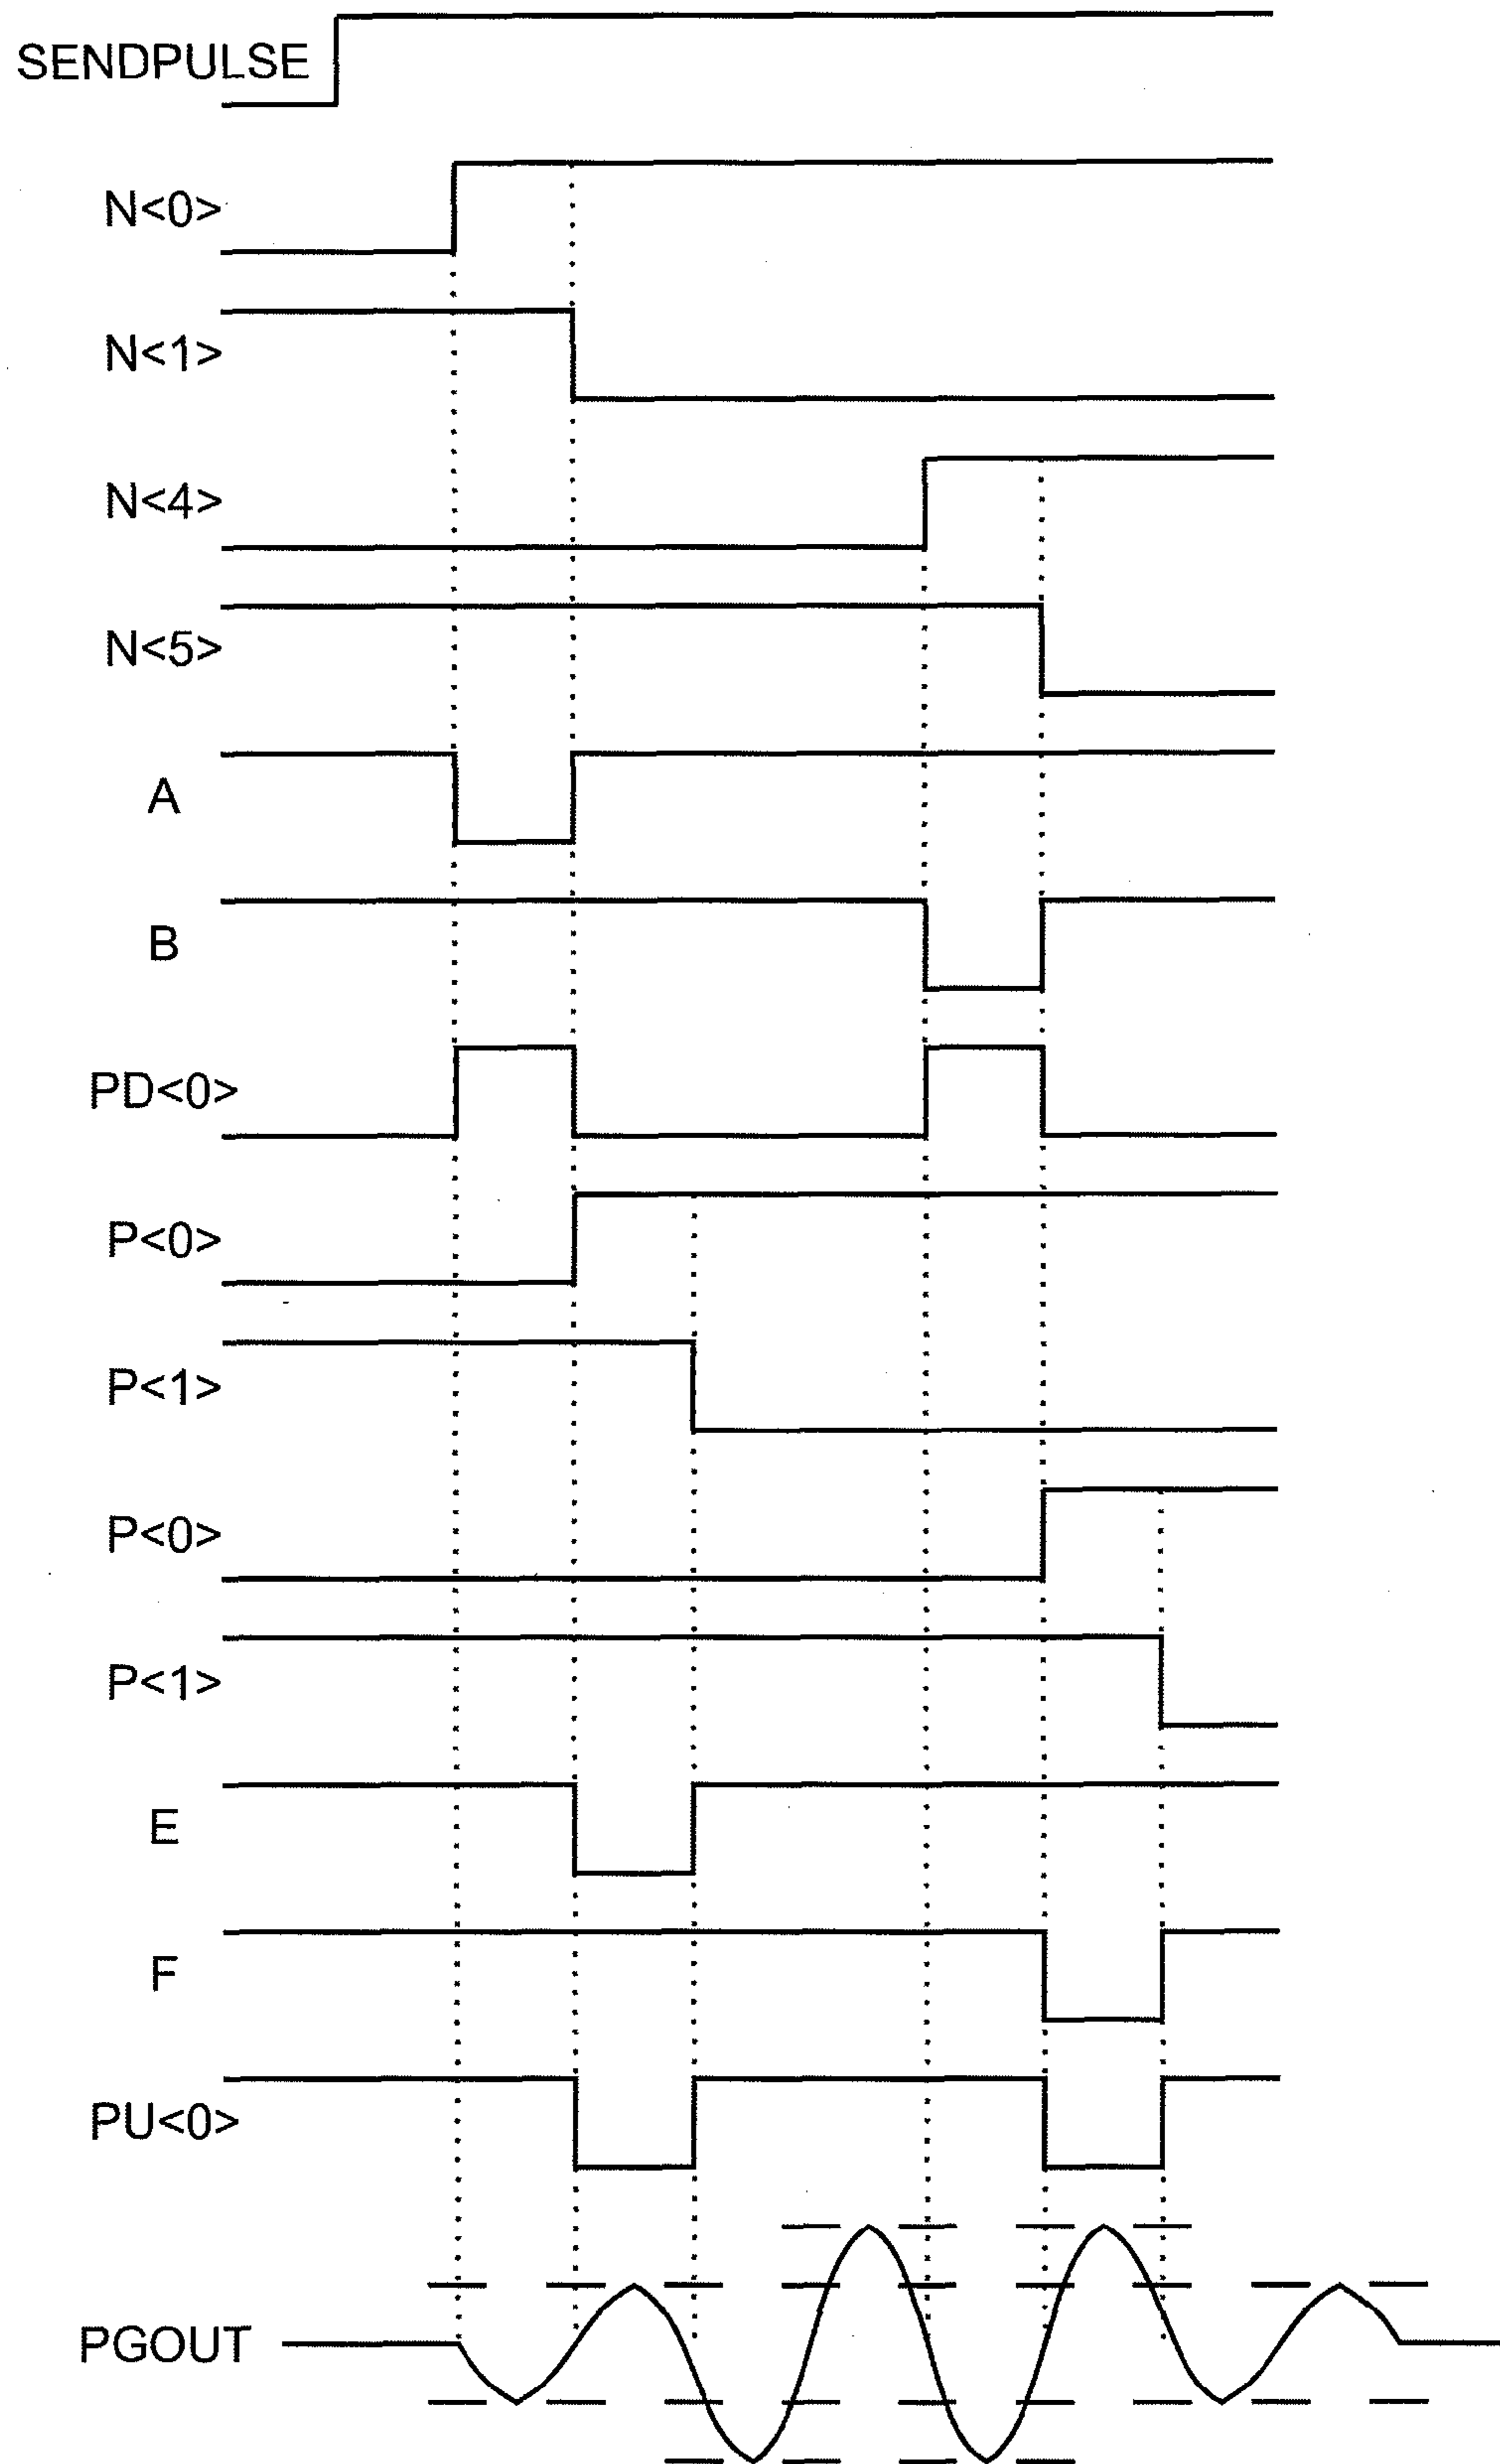 SENDPULSE
N<0>
N<1>
N<4>
N<5>
A
B
PD<0>
P<0>
P<1>
P<0>
P<1>
E
F
PU<0>
PGOUT